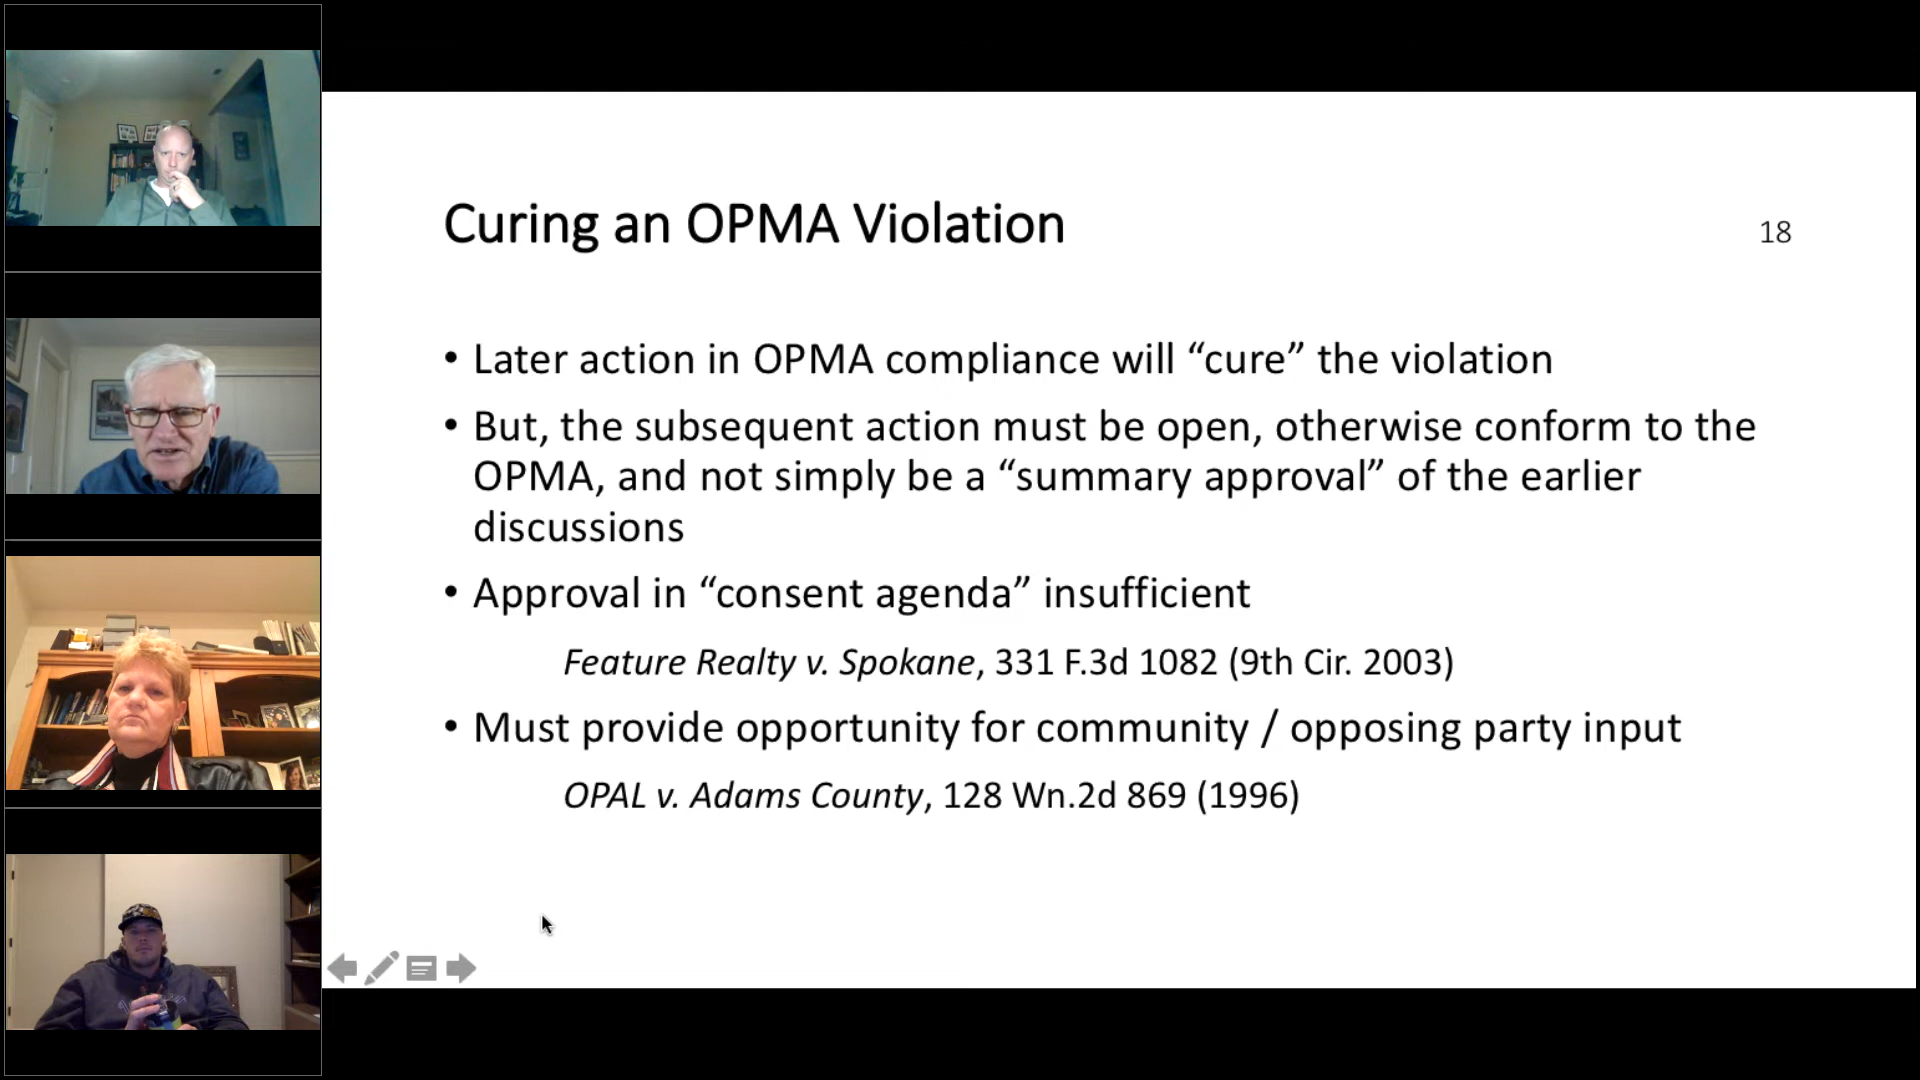 Curing an OPMA Violation
18
• Later action in OPMA compliance will “cure” the violation
• But, the subsequent action must be open, otherwise conform to the
OPMA, and not simply be a “summary approval” of the earlier
discussions
• Approval in “consent agenda” insufficient
Feature Realty v. Spokane, 331 F.3d 1082 (9th Cir. 2003)
• Must provide opportunity for community / opposing party input
OPAL v. Adams County, 128 Wn.2d 869 (1996)